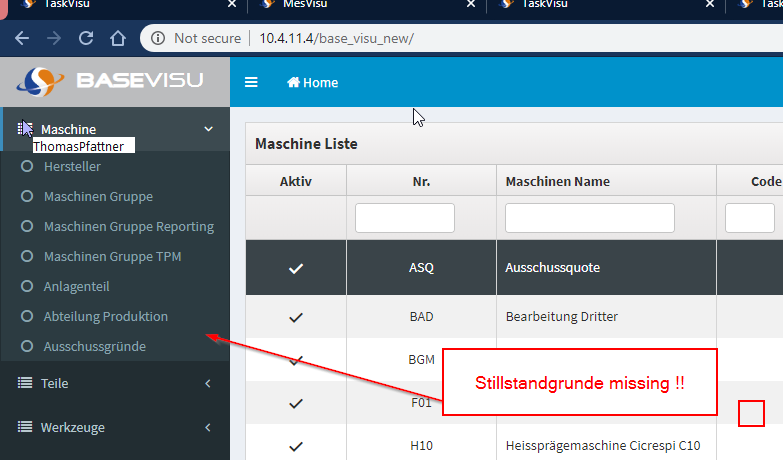 TaskVisu
MesVisu
TaskVisu
Task
Not secure 10.4.11.4/base_visu_new/
BASEVISU
Home
Maschine
ThomasPfattner
Hersteller
Maschinen Gruppe
Maschinen Gruppe Reporting
Maschinen Gruppe TPM
Anlagenteil
Abteilung Produktion
Ausschussgründe
Teile
Werkzeuge
Maschine Liste
Aktiv Nr. Maschinen Name Code
ASQ Ausschussquote
BAD Bearbeitung Dritter
BGM
F01
H10 Heissprägemaschine Cicrespi C10
Stillstandgrunde missing !!